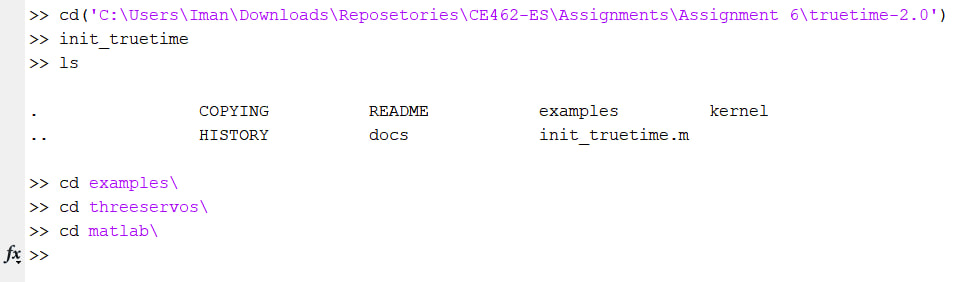 >> cd('C:\Users\Iman\Downloads\Reposetories\CE462-ES\Assignments\Assignment 6\truetime-2.0')
>> init_truetime
>> ls
. COPYING README examples kernel
.. HISTORY docs init_truetime.m
>> cd examples\
>> cd threeservos\
>> cd matlab\
fx >>